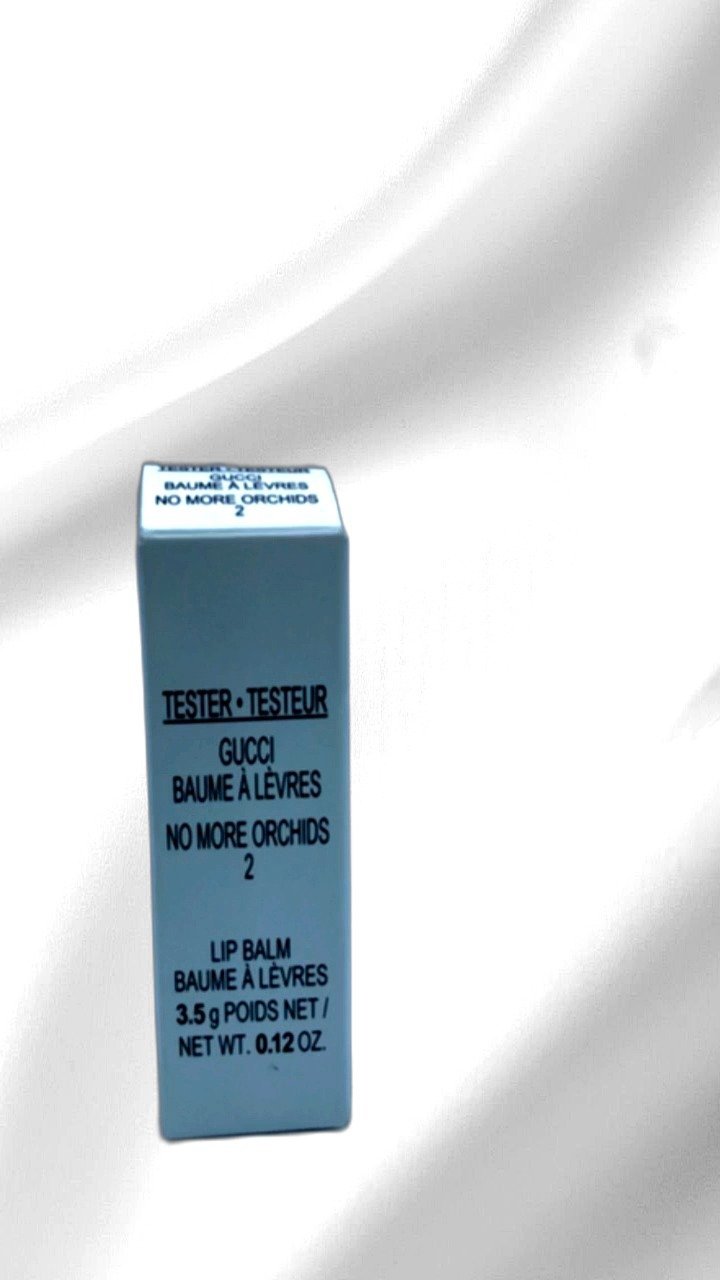 TESTER • TESTEUR
GUCCI
BAUME À LÈVRES
NO MORE ORCHIDS
2
TESTER • TESTEUR
GUCCI
BAUME À LÈVRES
NO MORE ORCHIDS
2
LIP BALM
BAUME À LÈVRES
3.5 g POIDS NET /
NET WT. 0.12 OZ.